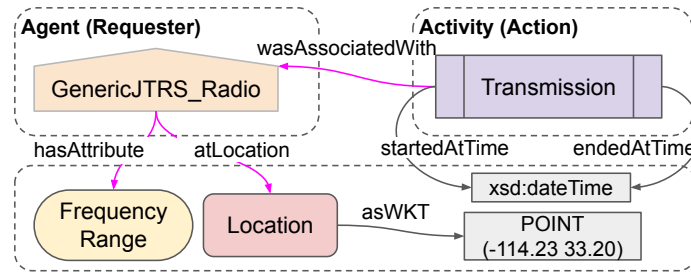 Agent (Requester)
Activity (Action)
wasAssociatedWith
GenericJTRS_Radio
Transmission
hasAttribute
atLocation
startedAtTime
endedAtTime
xsd:dateTime
Frequency
Range
Location
asWKT
POINT
(-114.23 33.20)